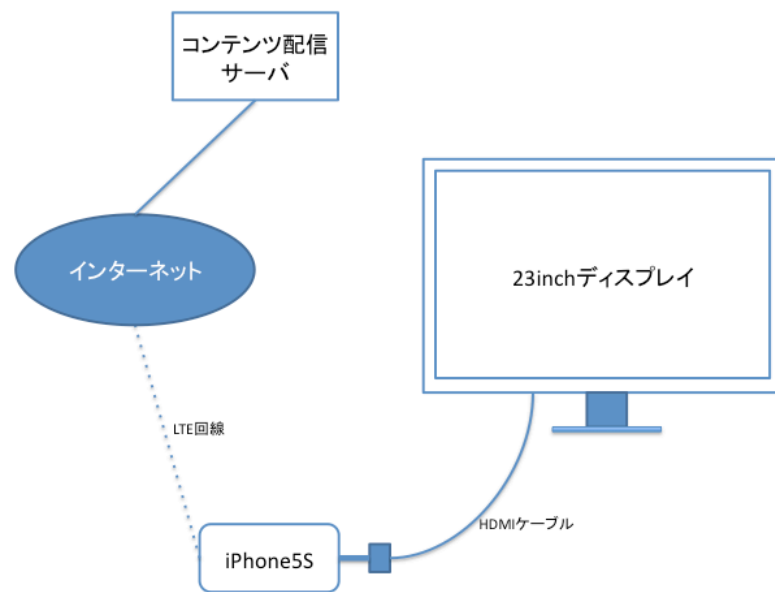 コンテンツ配信
サーバ
インターネット
23inchディスプレイ
LTE回線
HDMIケーブル
iPhone5S